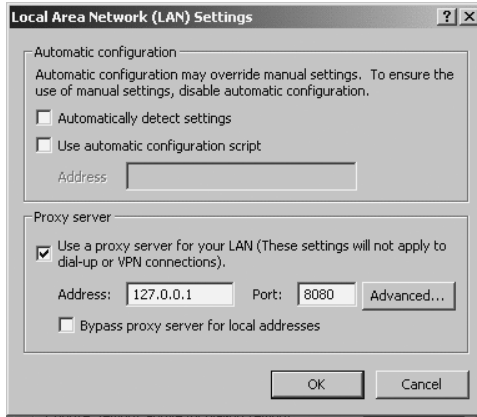 Local Area Network (LAN) Settings
Automatic configuration
Automatic configuration may override manual settings. To ensure the
use of manual settings, disable automatic configuration.
Automatically detect settings
Use automatic configuration script
Address
Proxy server
Use a proxy server for your LAN (These settings will not apply to
dial-up or VPN connections).
Address: 127.0.0.1 Port: 8080 Advanced...
Bypass proxy server for local addresses
OK Cancel